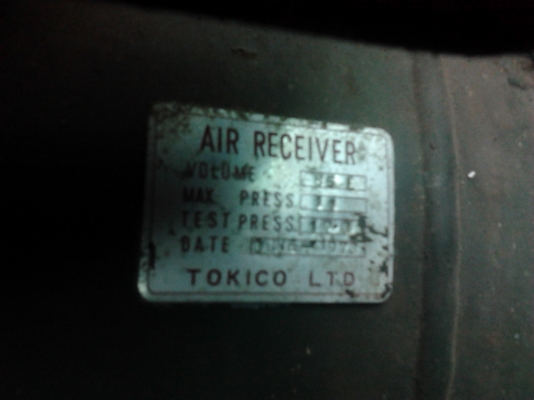 AIR RECEIVER
VOLUME
MAX PRESS
TEST PRESS
DATE
TOKICO LTD